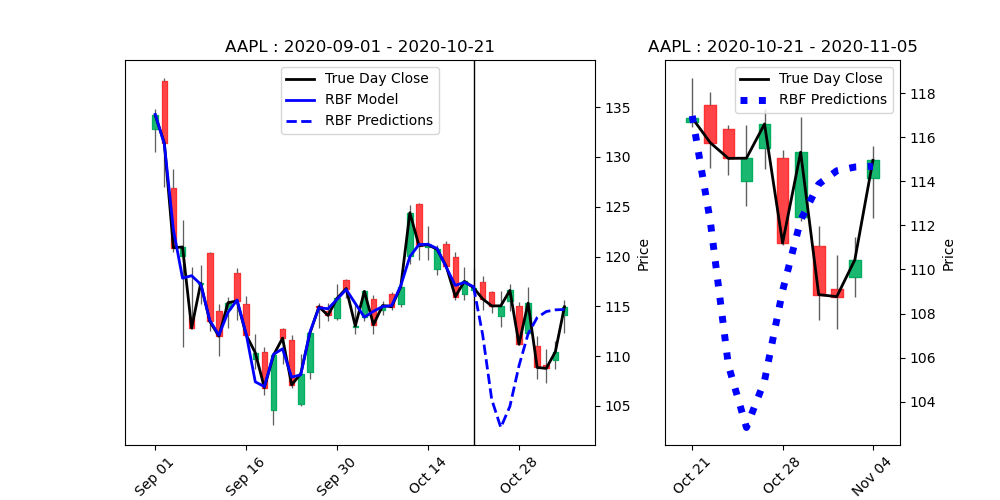 AAPL : 2020-09-01 - 2020-10-21
True Day Close
RBF Model
RBF Predictions
135
130
125
120
115
110
105
Price
Sep 01
Sep 16
Sep 30
Oct 14
Oct 28
AAPL : 2020-10-21 - 2020-11-05
True Day Close
RBF Predictions
118
116
114
112
110
108
106
104
Price
Oct 21
Oct 28
Nov 04